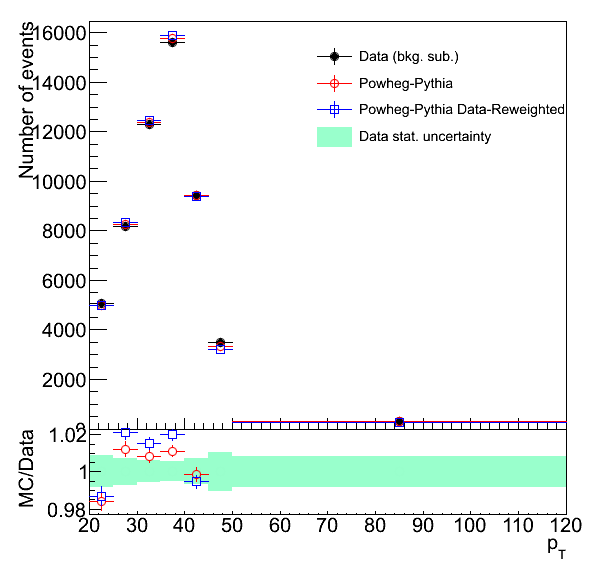 Number of events
16000
14000
12000
10000
8000
6000
4000
2000
Data (bkg. sub.)
Powheg-Pythia
Powheg-Pythia Data-Reweighted
Data stat. uncertainty
MC/Data
1.02
1
0.98
20 30 40 50 60 70 80 90 100 110 120
pT